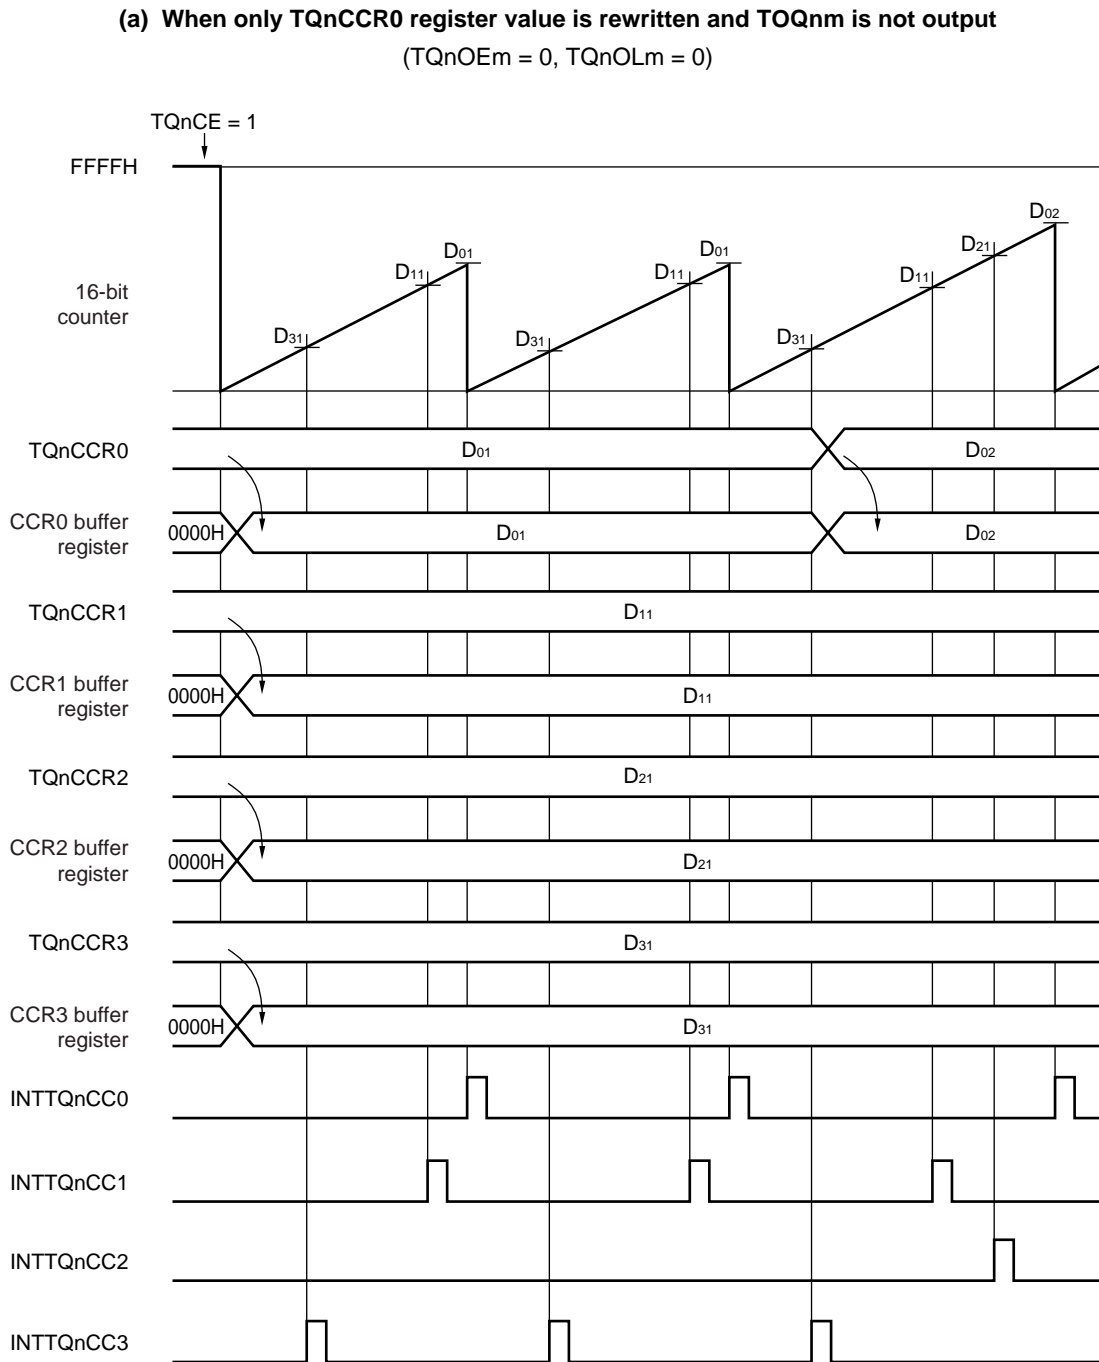 (a) When only TQnCCR0 register value is rewritten and TOQnm is not output
(TQnOEm = 0, TQnOLm = 0)
TQnCE = 1
FFFFH
16-bit
counter
D31
D11
D01
D31
D11
D01
D31
D11
D21
D02
TQnCCR0
D01
D02
CCR0 buffer
register
0000H
D01
D02
TQnCCR1
D11
CCR1 buffer
register
0000H
D11
TQnCCR2
D21
CCR2 buffer
register
0000H
D21
TQnCCR3
D31
CCR3 buffer
register
0000H
D31
INTTQnCC0
INTTQnCC1
INTTQnCC2
INTTQnCC3